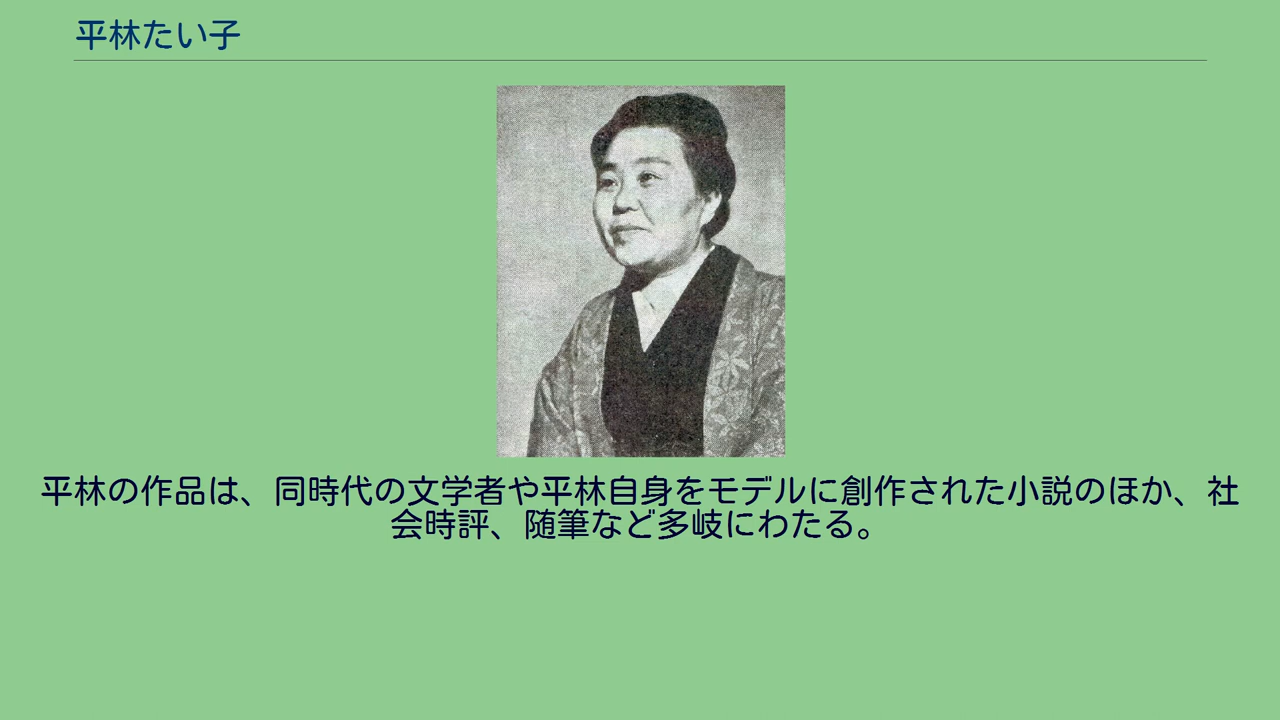 平林たい子
平林の作品は、同時代の文学者や平林自身をモデルに創作された小説のほか、社
会時評、随筆など多岐にわたる。